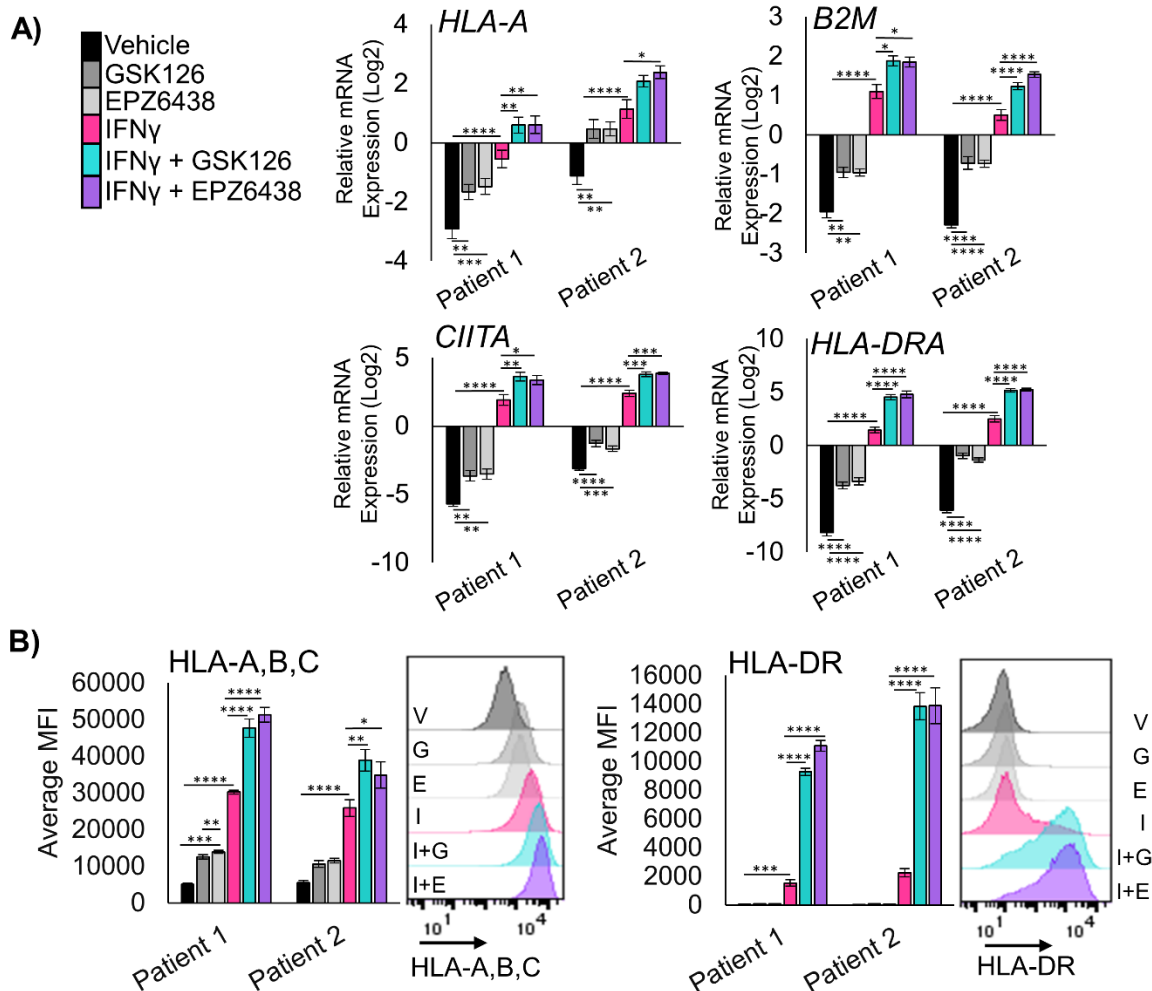 A)
Vehicle
GSK126
EPZ6438
IFNγ
IFNγ + GSK126
IFNγ + EPZ6438
HLA-A
Relative mRNA
Expression (Log2)
4
2
0
-2
-4
****
**
**
**
***
****
*
**
**
Patient 1
Patient 2
B2M
Relative mRNA
Expression (Log2)
3
2
1
0
-1
-2
-3
****
*
*
**
**
****
****
****
****
****
Patient 1
Patient 2
CIITA
Relative mRNA
Expression (Log2)
5
0
-5
-10
****
*
**
**
**
****
***
***
****
***
Patient 1
Patient 2
HLA-DRA
Relative mRNA
Expression (Log2)
10
5
0
-5
-10
****
****
****
****
****
****
****
****
****
****
Patient 1
Patient 2
B)
HLA-A,B,C
Average MFI
60000
50000
40000
30000
20000
10000
0
***
**
****
****
****
****
*
**
Patient 1
Patient 2
V
G
E
I
I+G
I+E
10¹
10⁴
HLA-A,B,C
HLA-DR
Average MFI
16000
14000
12000
10000
8000
6000
4000
2000
0
***
****
****
****
****
Patient 1
Patient 2
V
G
E
I
I+G
I+E
10¹
10⁴
HLA-DR